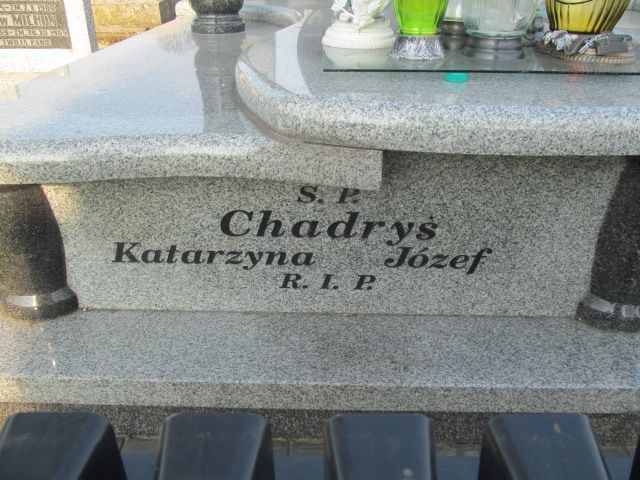 S. P.
Chadryś
Katarzyna Józef
R. I. P.